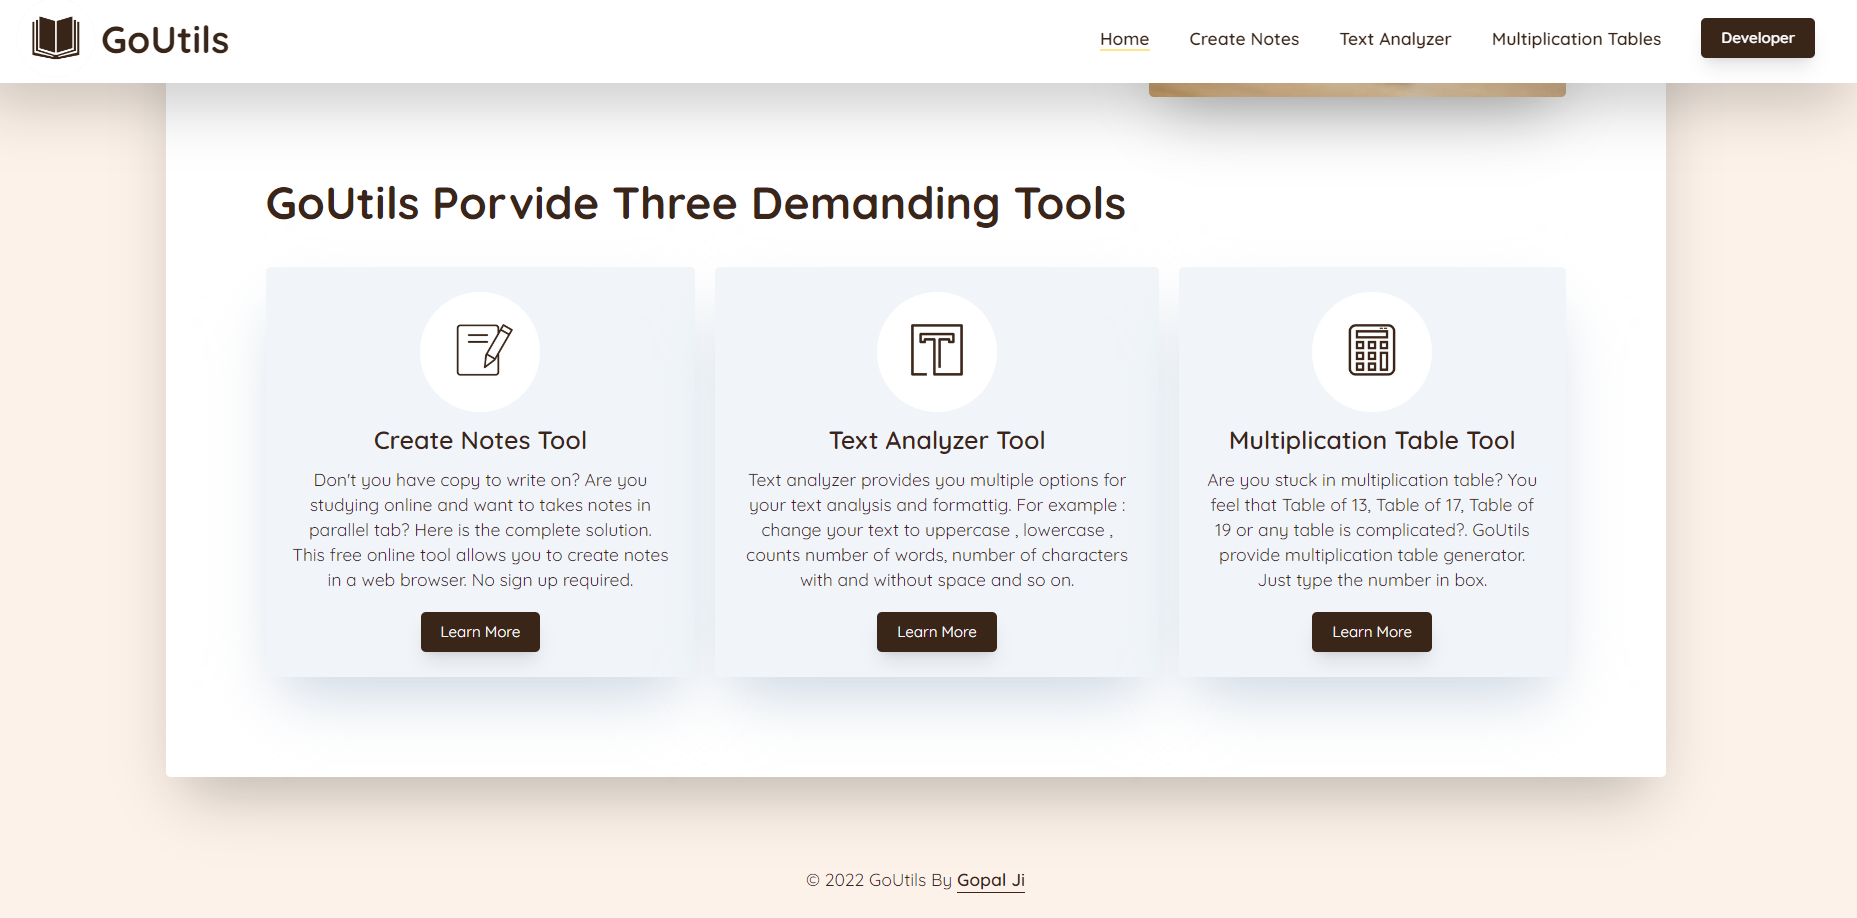 GoUtils
Home
Create Notes
Text Analyzer
Multiplication Tables
Developer
GoUtils Porvide Three Demanding Tools
Create Notes Tool
Don't you have copy to write on? Are you
studying online and want to takes notes in
parallel tab? Here is the complete solution.
This free online tool allows you to create notes
in a web browser. No sign up required.
Learn More
Text Analyzer Tool
Text analyzer provides you multiple options for
your text analysis and formattig. For example :
change your text to uppercase , lowercase ,
counts number of words, number of characters
with and without space and so on.
Learn More
Multiplication Table Tool
Are you stuck in multiplication table? You
feel that Table of 13, Table of 17, Table of
19 or any table is complicated?. GoUtils
provide multiplication table generator.
Just type the number in box.
Learn More
© 2022 GoUtils By Gopal Ji